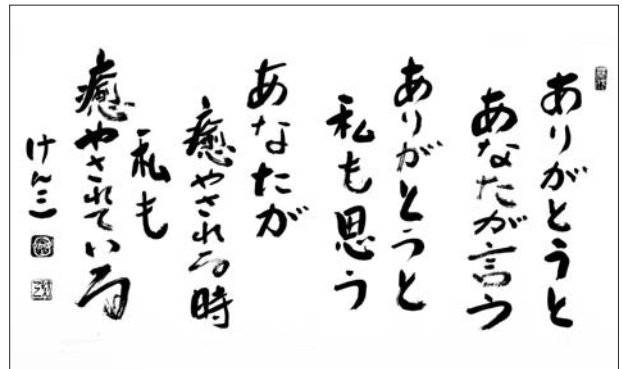 ありがとうと
あなたが言う
ありがとうと
私も思う
あなたが
癒やされる時
私も
癒やされている
けん三